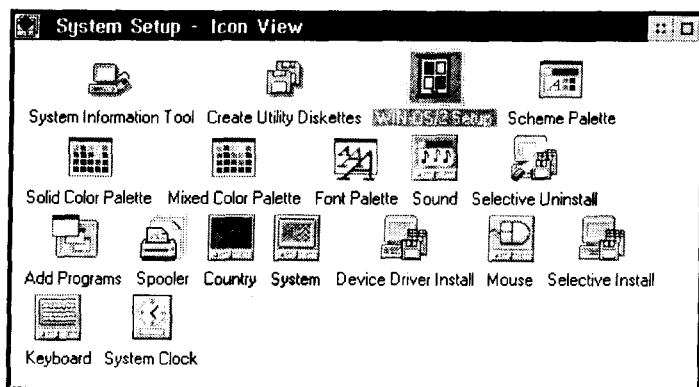 System Setup - Icon View
System Information Tool Create Utility Diskettes WIN-OS/2 Setup Scheme Palette
Solid Color Palette Mixed Color Palette Font Palette Sound Selective Uninstall
Add Programs Spooler Country System Device Driver Install Mouse Selective Install
Keyboard System Clock